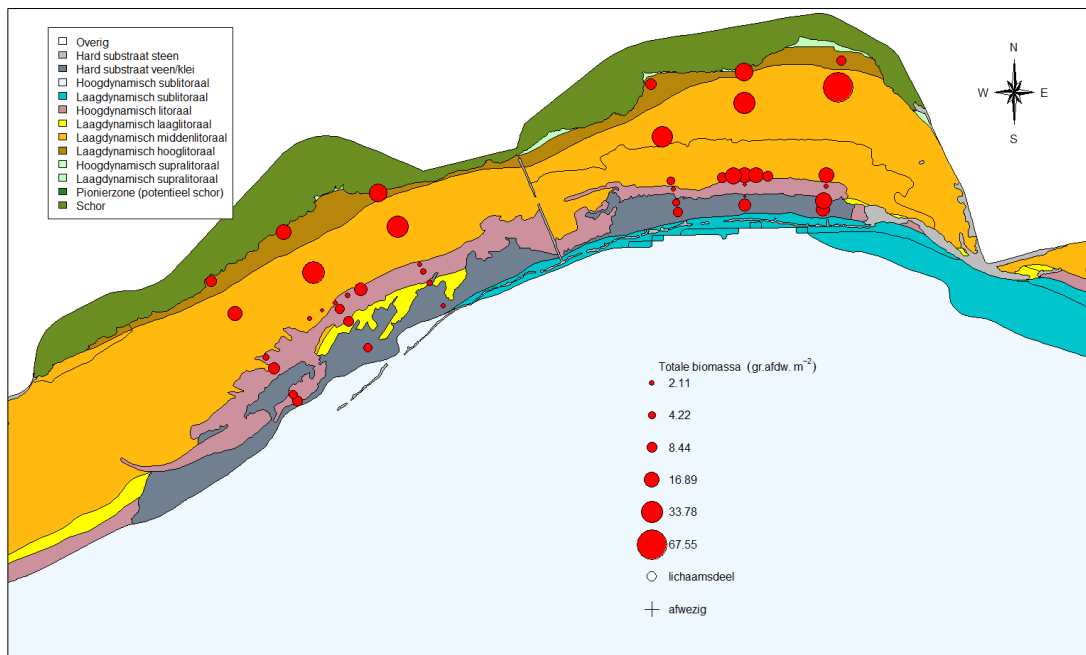 Overig
Hard substraat steen
Hard substraat veen/klei
Hoogdynamisch sublitoraal
Laagdynamisch sublitoraal
Hoogdynamisch litoraal
Laagdynamisch laaglitoraal
Laagdynamisch middenlitoraal
Laagdynamisch hooglitoraal
Hoogdynamisch supralitoraal
Laagdynamisch supralitoraal
Pionierzone (potentieel schor)
Schor
N
W E
S
Totale biomassa (gr.afdw. m⁻²)
2.11
4.22
8.44
16.89
33.78
67.55
lichaamsdeel
afwezig